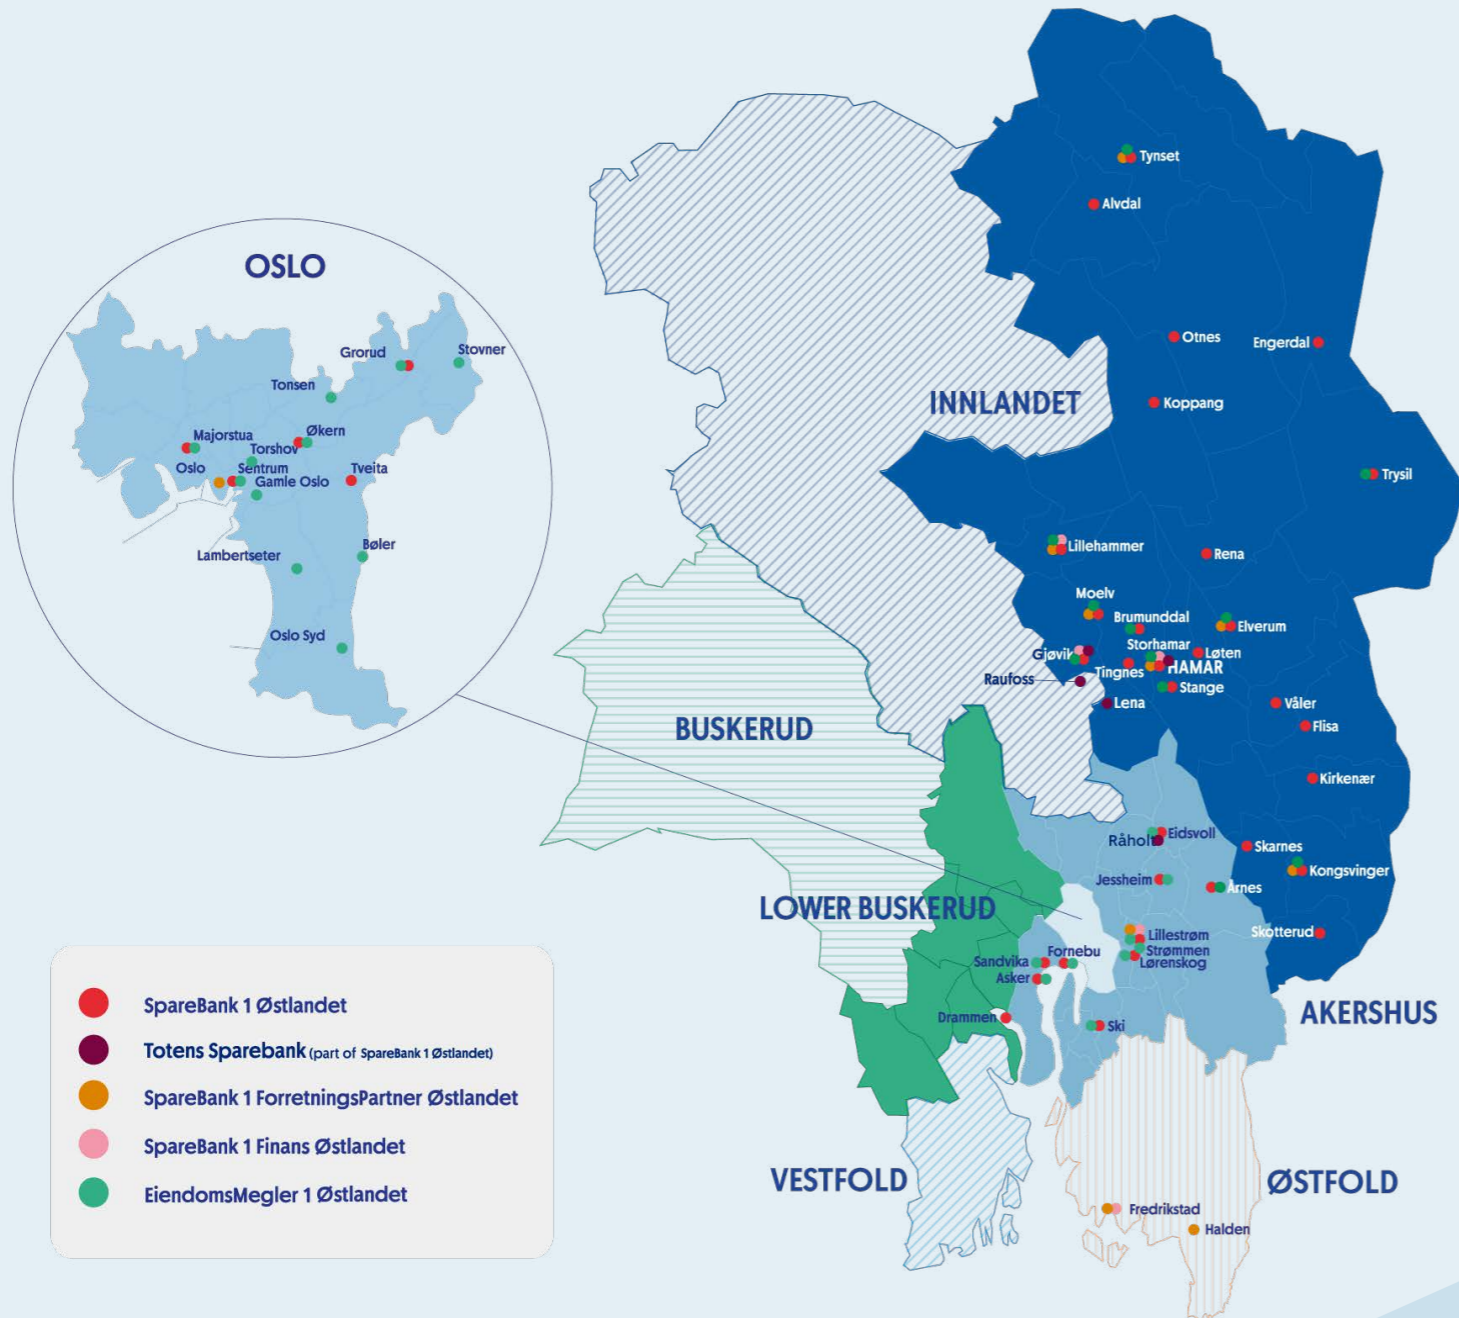 OSLO
Grorud
Stovner
Tonsen
Majorstua
Økern
Torshov
Oslo
Sentrum
Tveita
Gamle Oslo
Lambertseter
Bøler
Oslo Syd
Tynset
Alvdal
Otnes
Engerdal
INNLANDET
Koppang
Trysil
Lillehammer
Rena
Moelv
Brumunddal
Elverum
Storhamar
Gjøvik
Løten
Tingnes
HAMAR
Raufoss
Stange
Lena
Våler
BUSKERUD
Flisa
Kirkenær
Eidsvoll
Råholt
Skarnes
Jessheim
Kongsvinger
Årnes
LOWER BUSKERUD
Skotterud
Lillestrøm
Strømmen
Fornebu
Sandvika
Lørenskog
Asker
Drammen
Ski
AKERSHUS
VESTFOLD
ØSTFOLD
Fredrikstad
Halden
SpareBank 1 Østlandet
Totens Sparebank (part of SpareBank 1 Østlandet)
SpareBank 1 ForretningsPartner Østlandet
SpareBank 1 Finans Østlandet
EiendomsMegler 1 Østlandet